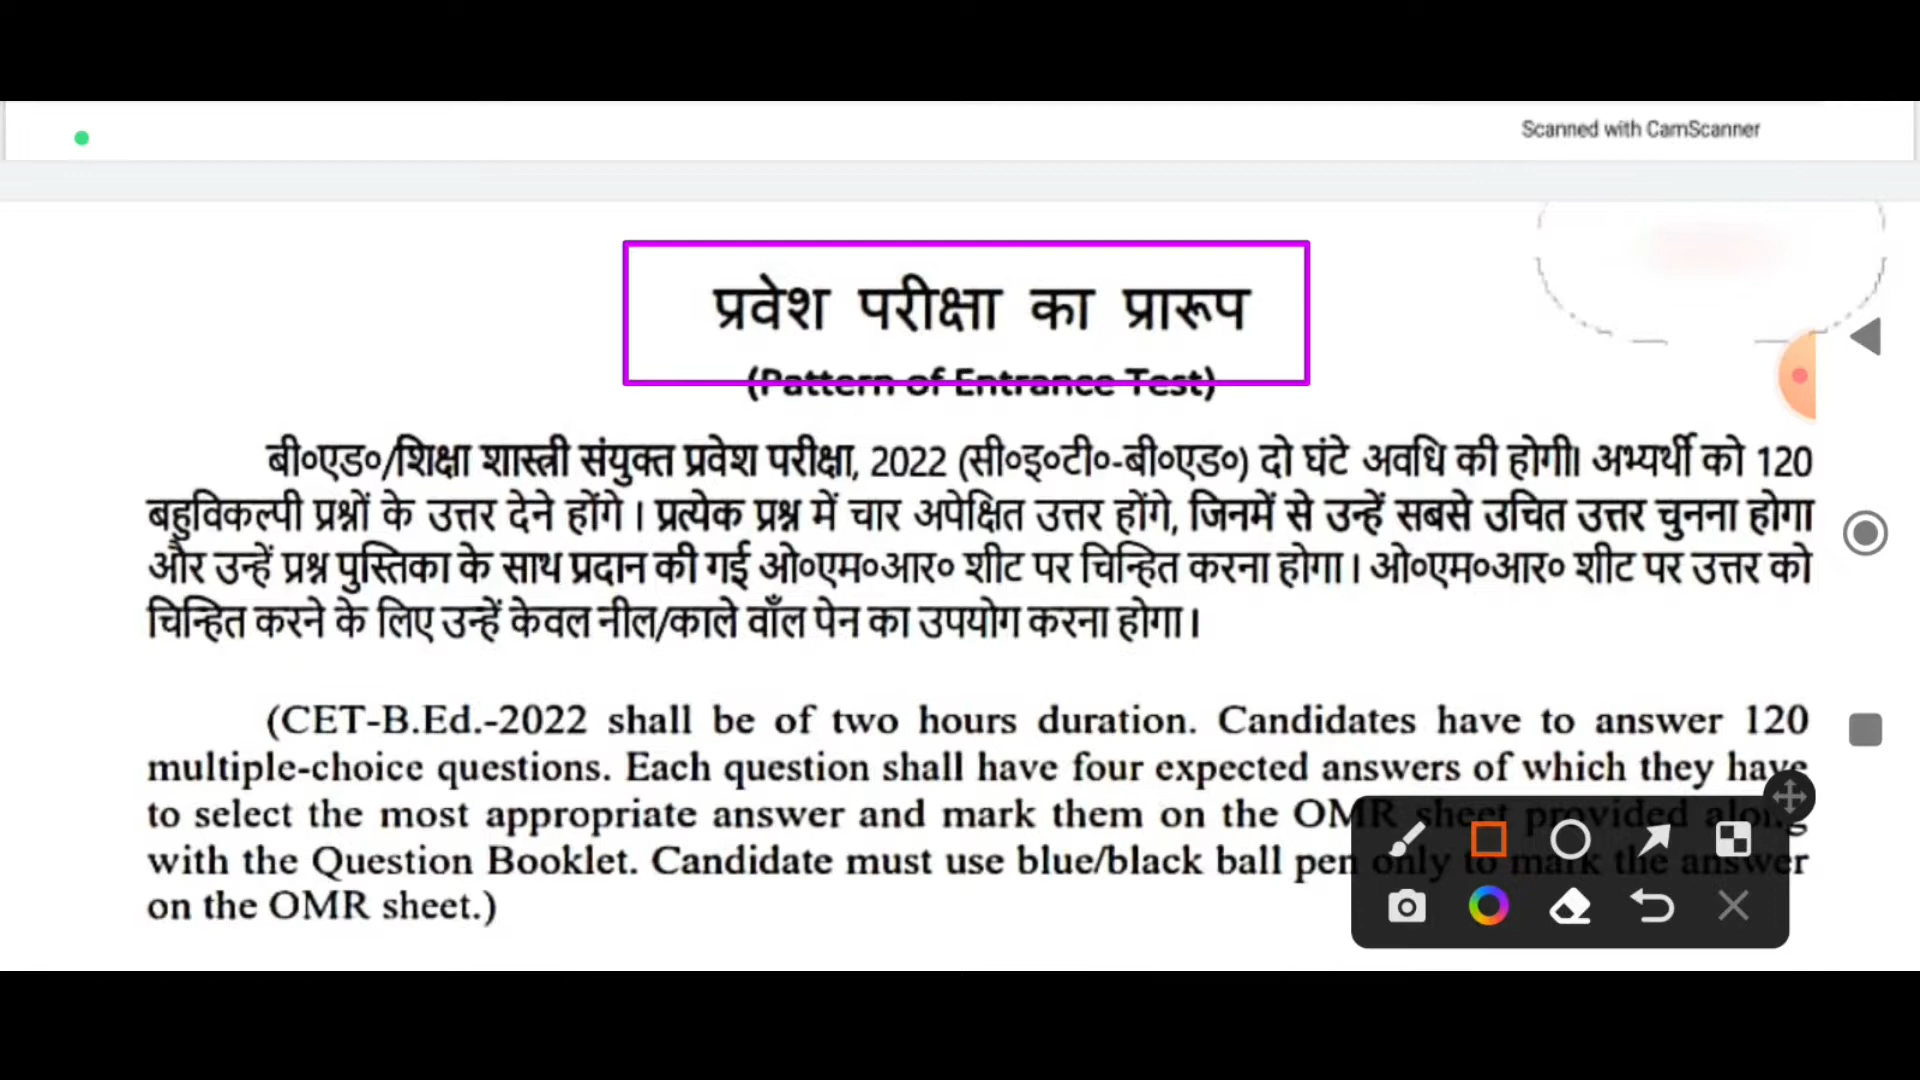 Scanned with CamScanner
प्रवेश परीक्षा का प्रारूप
(Pattern of Entrance Test)
बी०एड०/शिक्षा शास्त्री संयुक्त प्रवेश परीक्षा, 2022 (सी०इ०टी०-बी०एड०) दो घंटे अवधि की होगी। अभ्यर्थी को 120
बहुविकल्पी प्रश्नों के उत्तर देने होंगे । प्रत्येक प्रश्न में चार अपेक्षित उत्तर होंगे, जिनमें से उन्हें सबसे उचित उत्तर चुनना होगा
और उन्हें प्रश्न पुस्तिका के साथ प्रदान की गई ओ०एम०आर० शीट पर चिन्हित करना होगा । ओ०एम०आर० शीट पर उत्तर को
चिन्हित करने के लिए उन्हें केवल नील/काले वाँल पेन का उपयोग करना होगा ।
(CET-B.Ed.-2022 shall be of two hours duration. Candidates have to answer 120
multiple-choice questions. Each question shall have four expected answers of which they have
to select the most appropriate answer and mark them on the OMR sheet provided along
with the Question Booklet. Candidate must use blue/black ball pen only to mark the answer
on the OMR sheet.)